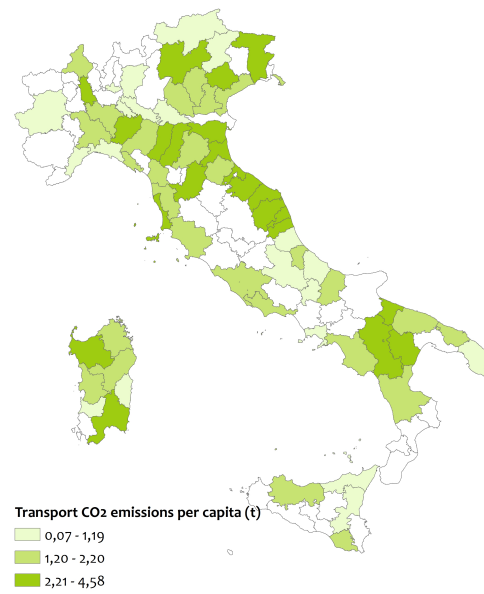 Transport CO2 emissions per capita (t)
0,07 - 1,19
1,20 - 2,20
2,21 - 4,58